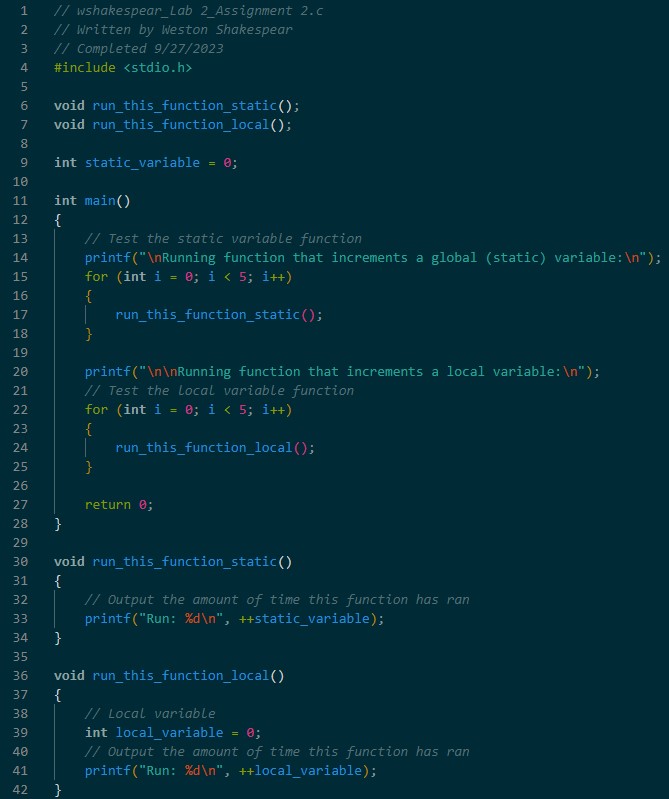 1 // wshakespear_Lab 2_Assignment 2.c
2 // Written by Weston Shakespear
3 // Completed 9/27/2023
4 #include <stdio.h>
5
6 void run_this_function_static();
7 void run_this_function_local();
8
9 int static_variable = 0;
10
11 int main()
12 {
13     // Test the static variable function
14     printf("\nRunning function that increments a global (static) variable:\n");
15     for (int i = 0; i < 5; i++)
16     {
17         run_this_function_static();
18     }
19
20     printf("\n\nRunning function that increments a local variable:\n");
21     // Test the local variable function
22     for (int i = 0; i < 5; i++)
23     {
24         run_this_function_local();
25     }
26
27     return 0;
28 }
29
30 void run_this_function_static()
31 {
32     // Output the amount of time this function has ran
33     printf("Run: %d\n", ++static_variable);
34 }
35
36 void run_this_function_local()
37 {
38     // Local variable
39     int local_variable = 0;
40     // Output the amount of time this function has ran
41     printf("Run: %d\n", ++local_variable);
42 }